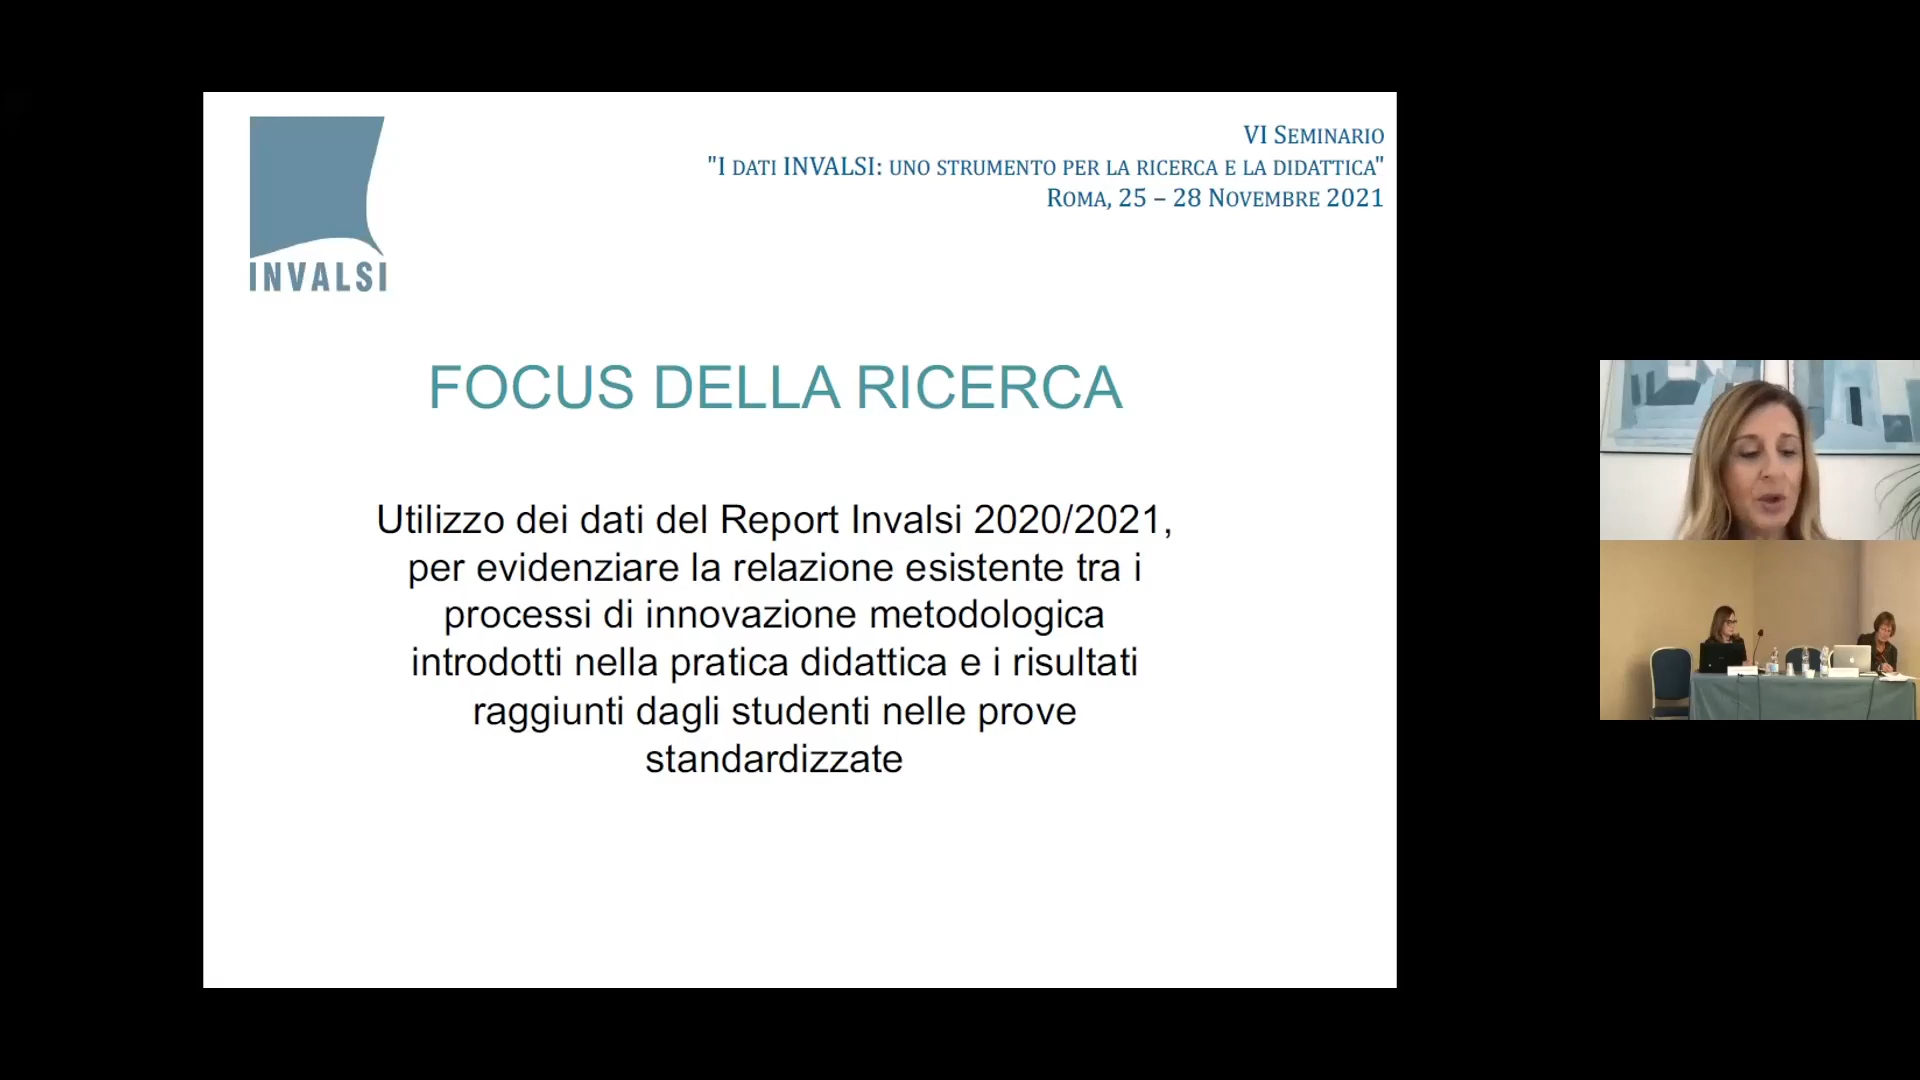 VI Seminario
"I dati INVALSI: uno strumento per la ricerca e la didattica"
Roma, 25 – 28 Novembre 2021
INVALSI
FOCUS DELLA RICERCA
Utilizzo dei dati del Report Invalsi 2020/2021,
per evidenziare la relazione esistente tra i
processi di innovazione metodologica
introdotti nella pratica didattica e i risultati
raggiunti dagli studenti nelle prove
standardizzate